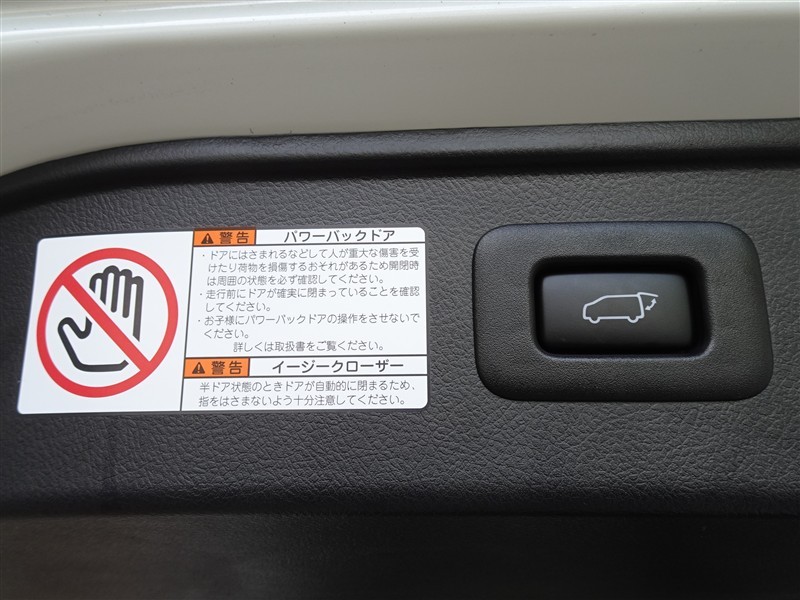 警告 パワーバックドア
・ドアにはさまれるなどして人が重大な傷害を受
けたり荷物を損傷するおそれがあるため開閉時
は周囲の状態を必ず確認してください。
・走行前にドアが確実に閉まっていることを確認
してください。
・お子様にパワーバックドアの操作をさせないで
ください。
詳しくは取扱書をご覧ください。
警告 イージークローザー
半ドア状態のときドアが自動的に閉まるため、
指をはさまないよう十分注意してください。